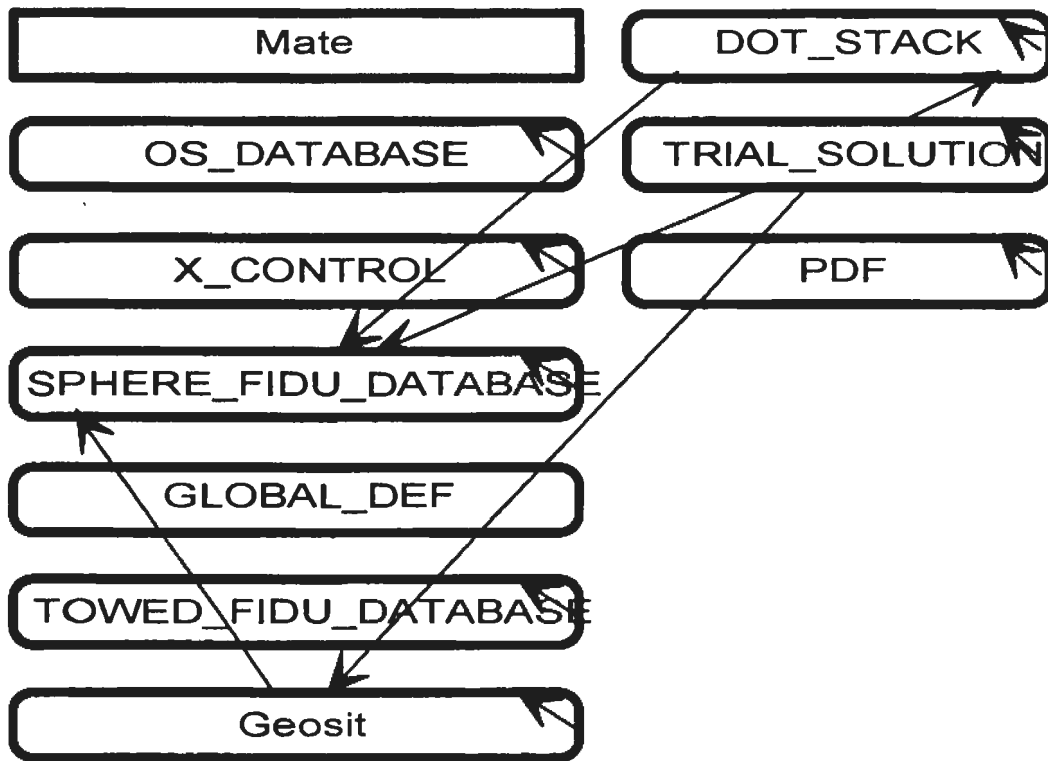 Mate
OS_DATABASE
X_CONTROL
SPHERE_FIDU_DATABASE
GLOBAL_DEF
TOWED_FIDU_DATABASE
Geosit
DOT_STACK
TRIAL_SOLUTION
PDF